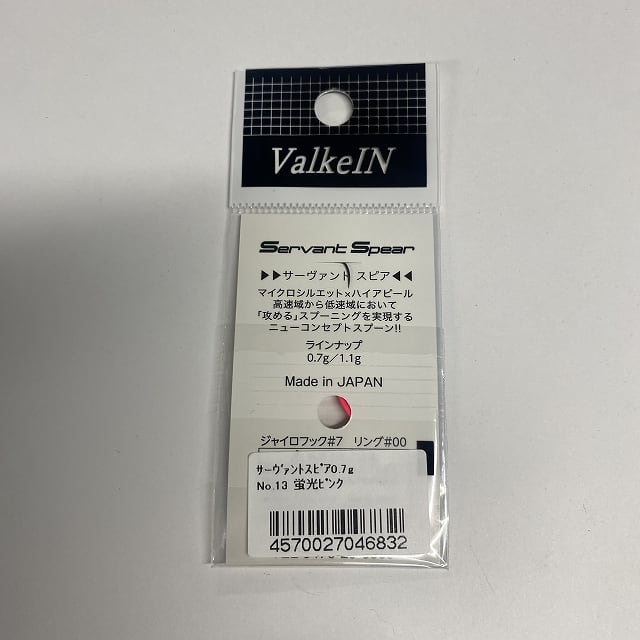 ValkeIN
Servant Spear
▶▶サーヴァント スピア◀◀
マイクロシルエット×ハイアピール
高速域から低速域において
「攻める」スプーニングを実現する
ニューコンセプトスプーン!!
ラインナップ
0.7g／1.1g
Made in JAPAN
ジャイロフック#7 リング#00
ｻｰｳﾞｧﾝﾄｽﾋﾟｱ0.7g
No.13 蛍光ﾋﾟﾝｸ
4570027046832